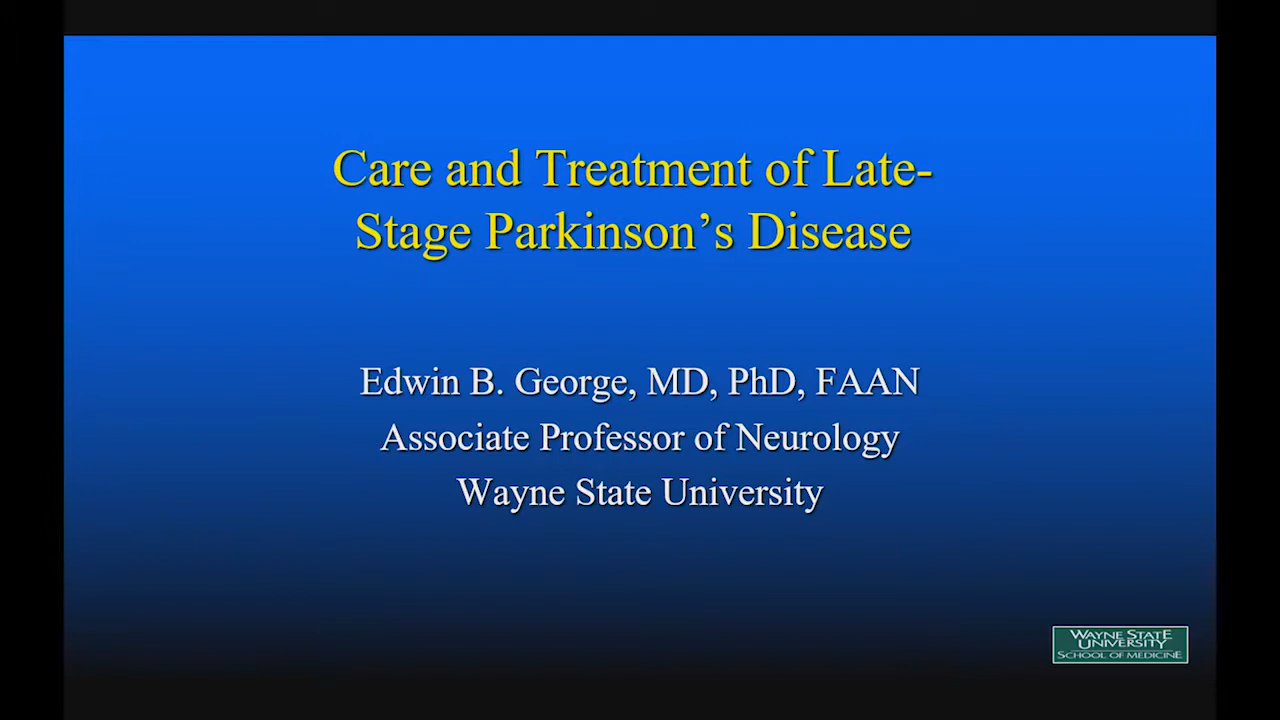 Care and Treatment of Late-
Stage Parkinson’s Disease
Edwin B. George, MD, PhD, FAAN
Associate Professor of Neurology
Wayne State University
WAYNE STATE
UNIVERSITY
SCHOOL OF MEDICINE